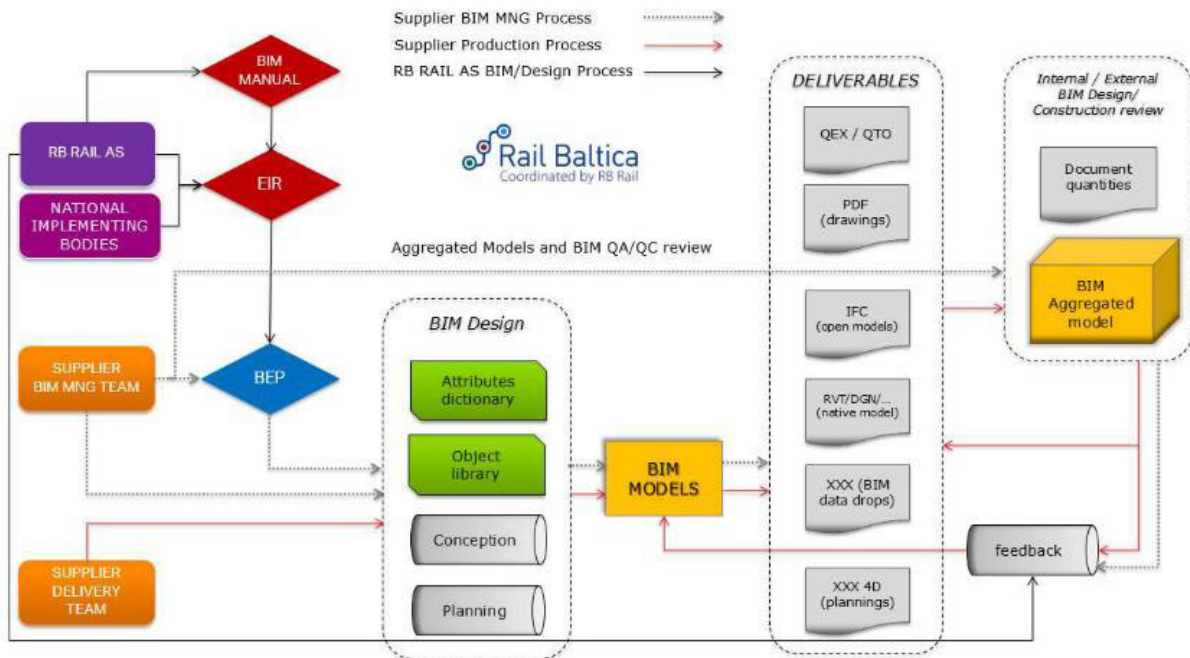 Supplier BIM MNG Process
Supplier Production Process
RB RAIL AS BIM/Design Process
BIM
MANUAL
RB RAIL AS
EIR
NATIONAL
IMPLEMENTING
BODIES
Rail Baltica
Coordinated by RB Rail
Aggregated Models and BIM QA/QC review
SUPPLIER
BIM MNG TEAM
BEP
SUPPLIER
DELIVERY
TEAM
BIM Design
Attributes
dictionary
Object
library
Conception
Planning
BIM
MODELS
DELIVERABLES
QEX / QTO
PDF
(drawings)
IFC
(open models)
RVT/DGN/...
(native model)
XXX (BIM
data drops)
XXX 4D
(plannings)
Internal / External
BIM Design/
Construction review
Document
quantities
BIM
Aggregated
model
feedback